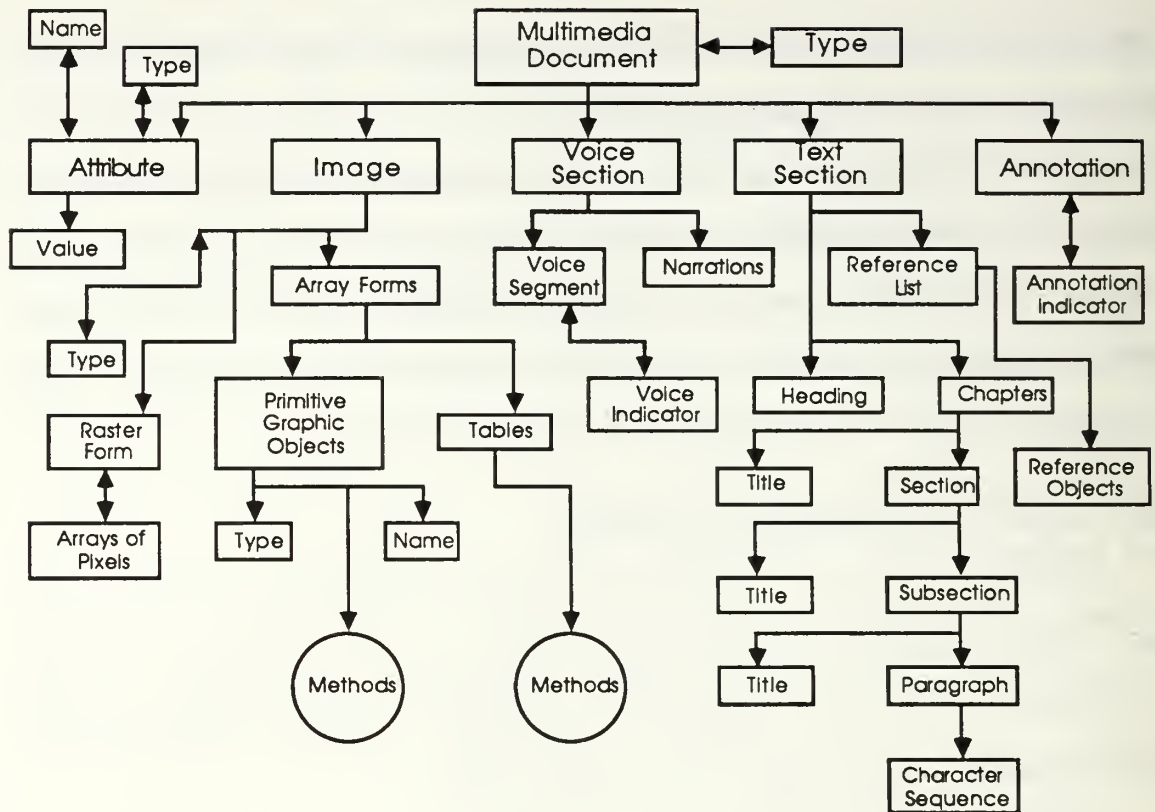 Name
Type
Multimedia
Document
Type
Attribute
Image
Voice
Section
Text
Section
Annotation
Value
Array Forms
Voice
Segment
Narrations
Reference
List
Annotation
Indicator
Type
Raster
Form
Primitive
Graphic
Objects
Tables
Voice
Indicator
Heading
Chapters
Title
Section
Reference
Objects
Arrays of
Pixels
Type
Name
Title
Subsection
Methods
Methods
Title
Paragraph
Character
Sequence